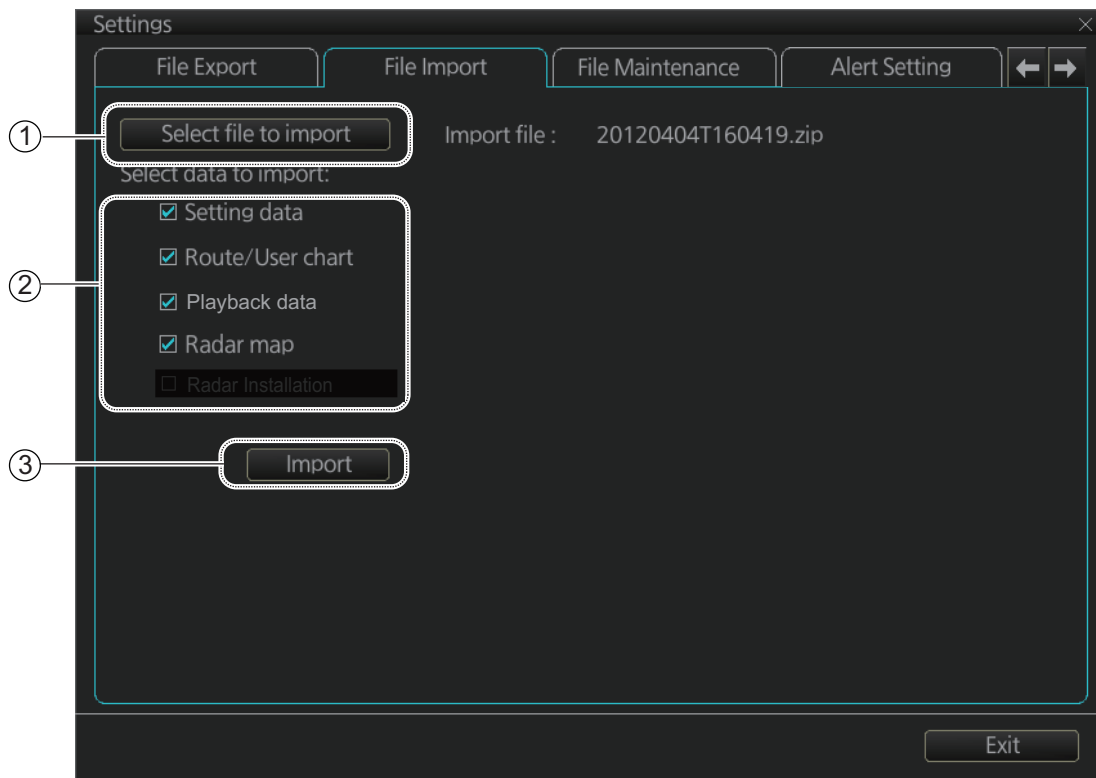 Settings
File Export
File Import
File Maintenance
Alert Setting
① Select file to import Import file : 20120404T160419.zip
Select data to import:
Setting data
Route/User chart
② Playback data
Radar map
Radar Installation
③ Import
Exit